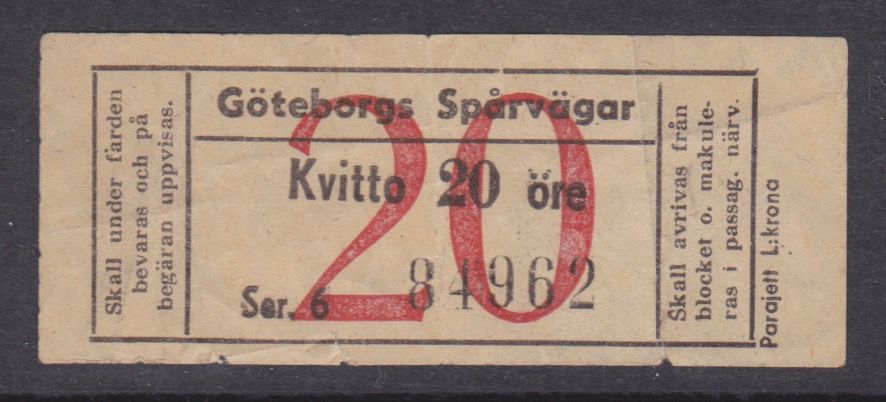 Skall under färden
bevaras och på
begäran uppvisas.
Göteborgs Spårvägar
20
Kvitto 20 öre
Ser. 6 84962
Skall avrivas från
blocket o. makule-
ras i passag. närv.
Parajett L:krona